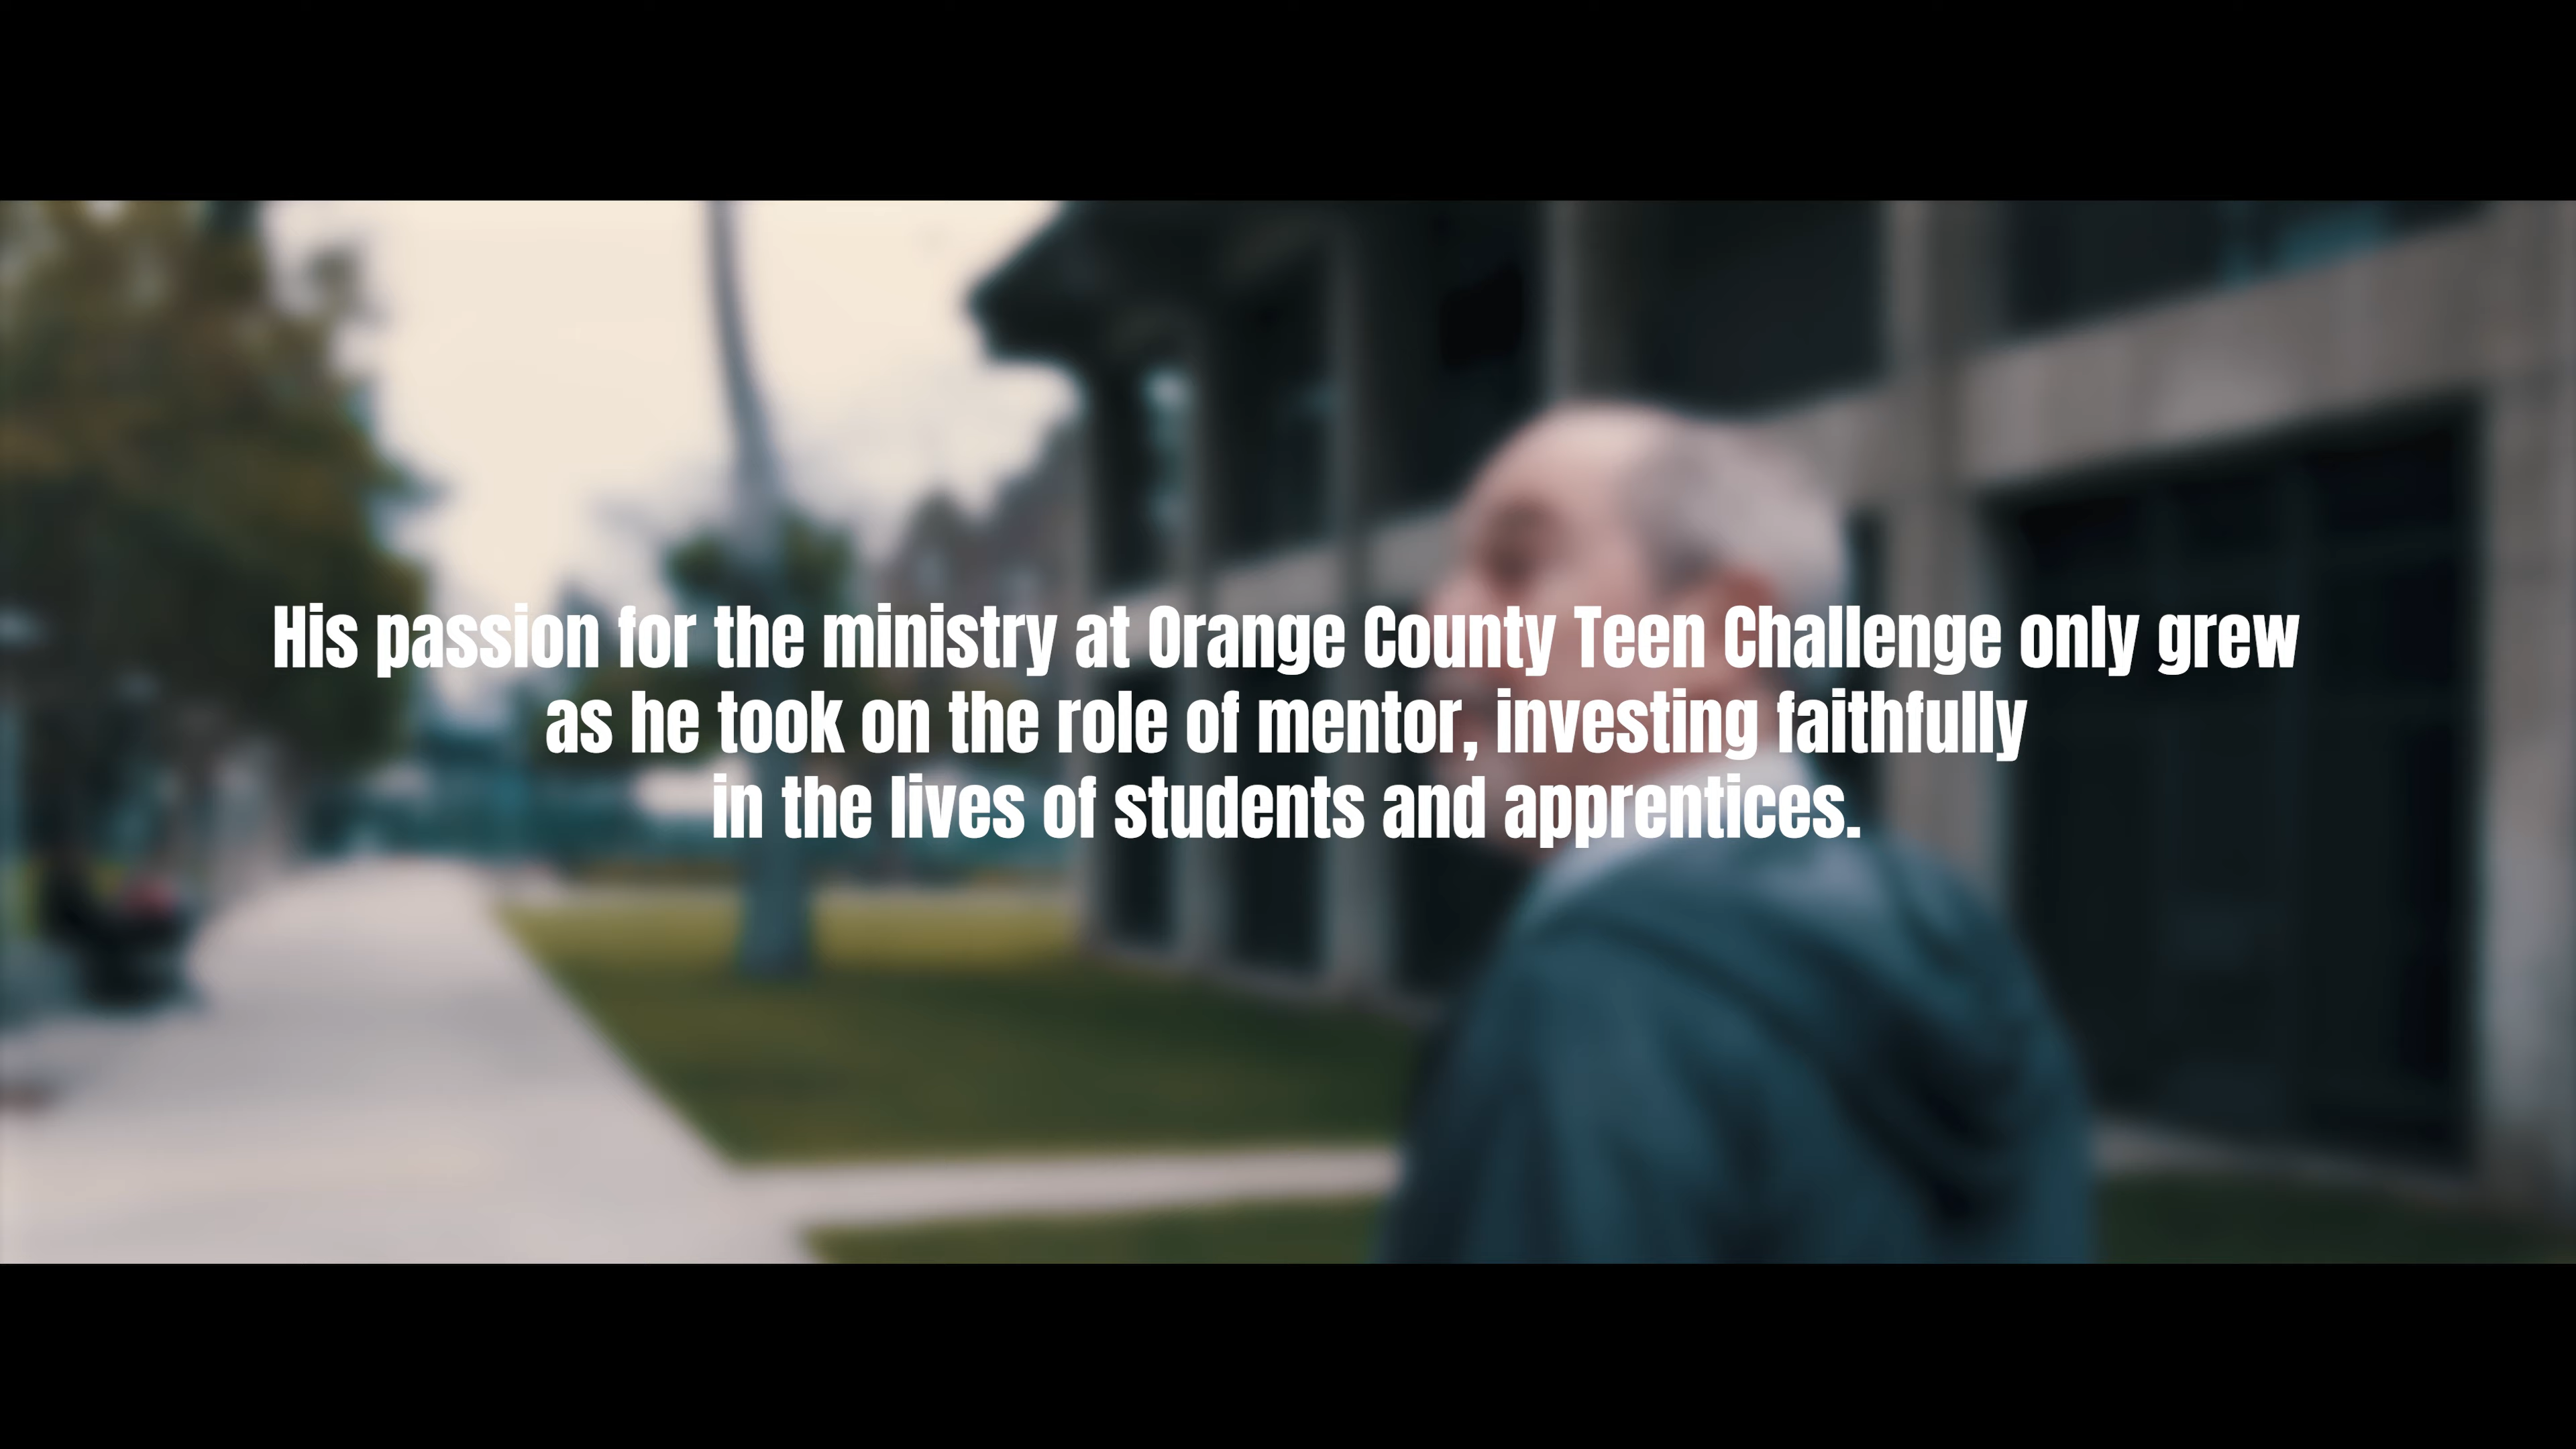 His passion for the ministry at Orange County Teen Challenge only grew
as he took on the role of mentor, investing faithfully
in the lives of students and apprentices.